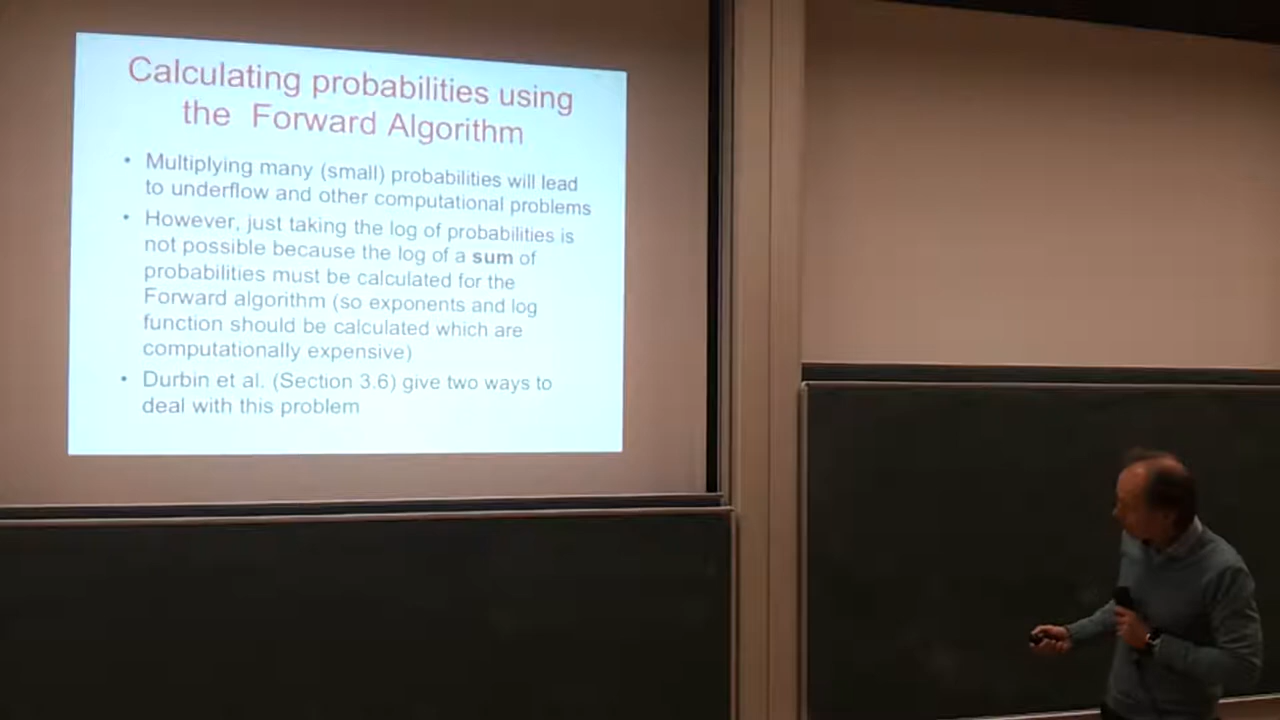 Calculating probabilities using
the Forward Algorithm
• Multiplying many (small) probabilities will lead
to underflow and other computational problems
• However, just taking the log of probabilities is
not possible because the log of a sum of
probabilities must be calculated for the
Forward algorithm (so exponents and log
function should be calculated which are
computationally expensive)
• Durbin et al. (Section 3.6) give two ways to
deal with this problem